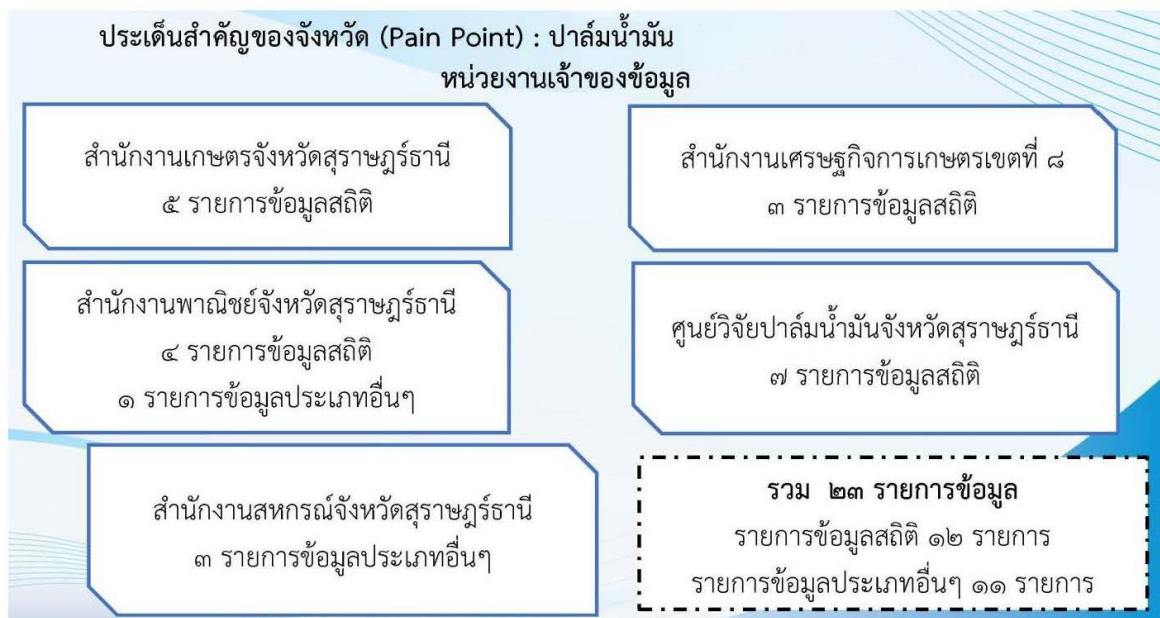 ประเด็นสำคัญของจังหวัด (Pain Point) : ปาล์มน้ำมัน
หน่วยงานเจ้าของข้อมูล
สำนักงานเกษตรจังหวัดสุราษฎร์ธานี
๕ รายการข้อมูลสถิติ
สำนักงานเศรษฐกิจการเกษตรเขตที่ ๘
๓ รายการข้อมูลสถิติ
สำนักงานพาณิชย์จังหวัดสุราษฎร์ธานี
๔ รายการข้อมูลสถิติ
๑ รายการข้อมูลประเภทอื่นๆ
ศูนย์วิจัยปาล์มน้ำมันจังหวัดสุราษฎร์ธานี
๗ รายการข้อมูลสถิติ
สำนักงานสหกรณ์จังหวัดสุราษฎร์ธานี
๓ รายการข้อมูลประเภทอื่นๆ
รวม ๒๓ รายการข้อมูล
รายการข้อมูลสถิติ ๑๒ รายการ
รายการข้อมูลประเภทอื่นๆ ๑๑ รายการ